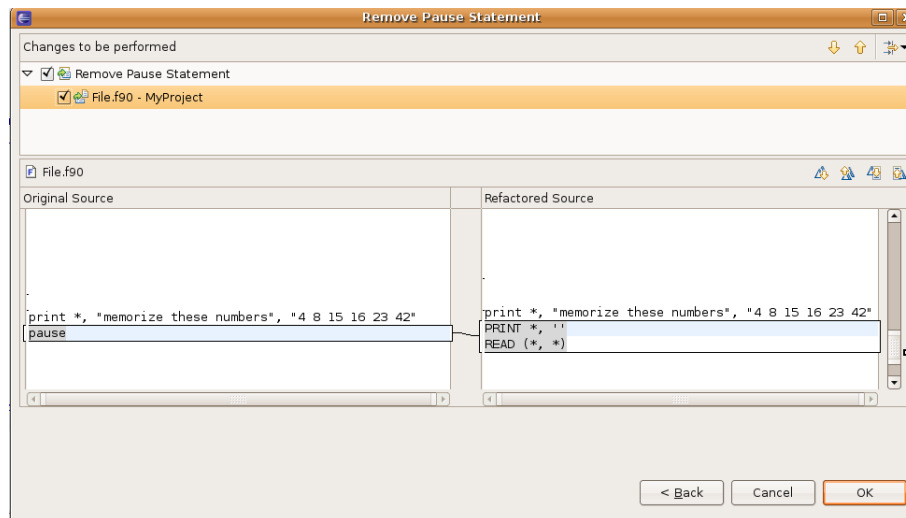 Remove Pause Statement
Changes to be performed
Remove Pause Statement
File.f90 - MyProject
File.f90
Original Source
Refactored Source
print *, "memorize these numbers", "4 8 15 16 23 42"
pause
print *, "memorize these numbers", "4 8 15 16 23 42"
PRINT *, ''
READ (*, *)
< Back
Cancel
OK